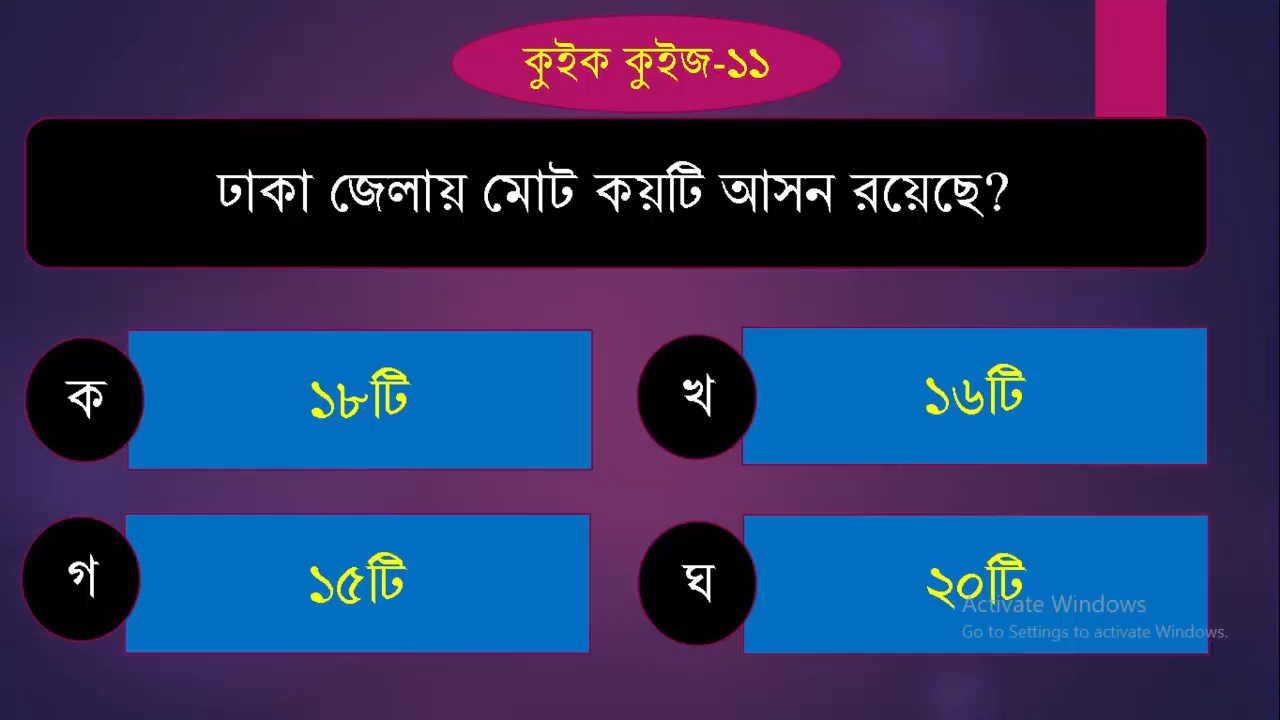 কুইক কুইজ-১১
ঢাকা জেলায় মোট কয়টি আসন রয়েছে?
ক
১৮টি
খ
১৬টি
গ
১৫টি
ঘ
২০টি
Activate Windows
Go to Settings to activate Windows.